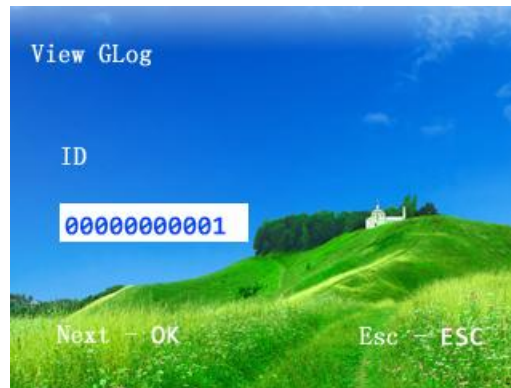 View GLog
ID
00000000001
Next - OK
Esc - ESC